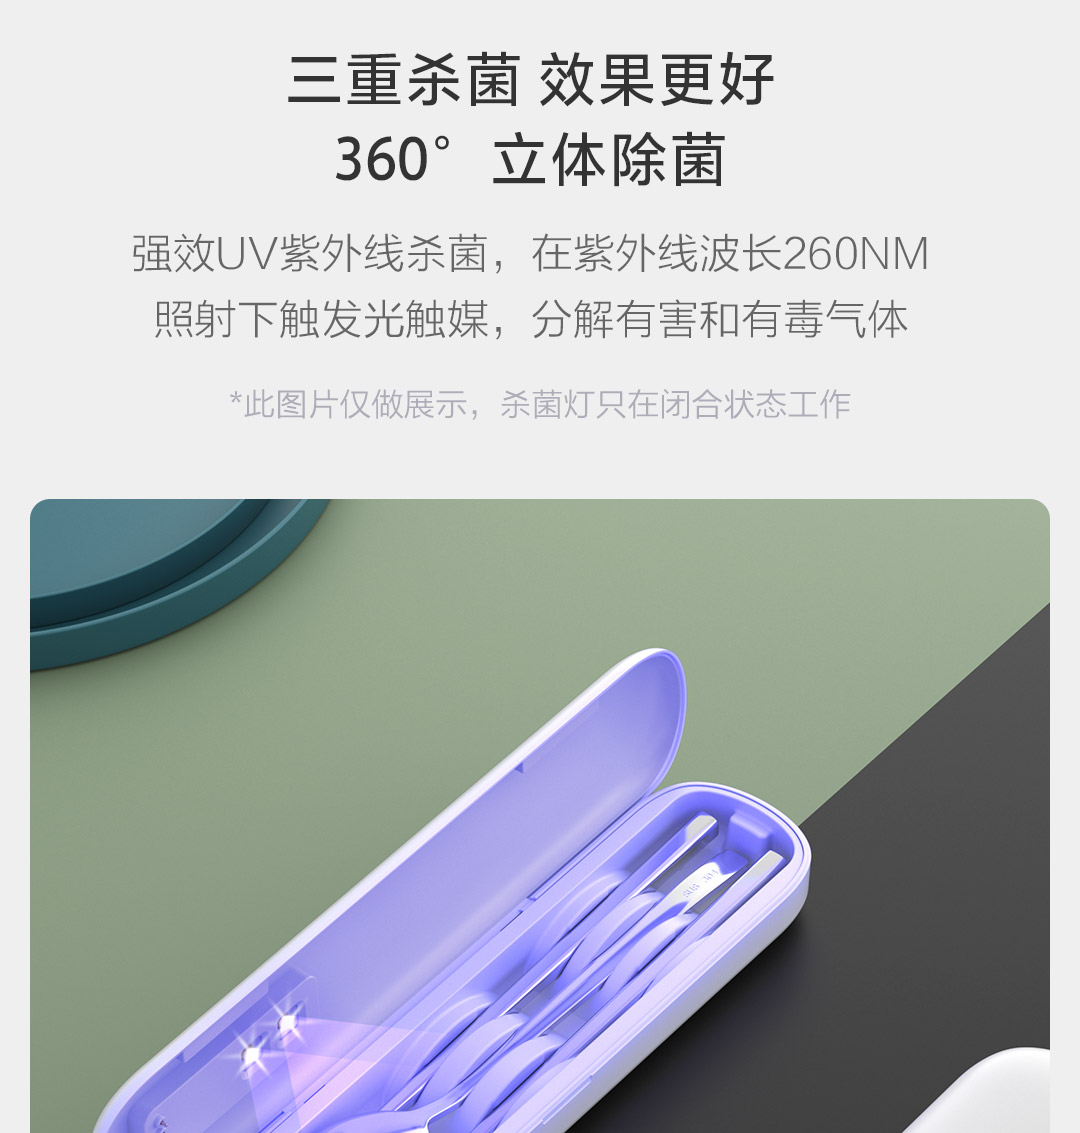 三重杀菌 效果更好
360° 立体除菌
强效UV紫外线杀菌，在紫外线波长260NM
照射下触发光触媒，分解有害和有毒气体
*此图片仅做展示，杀菌灯只在闭合状态工作